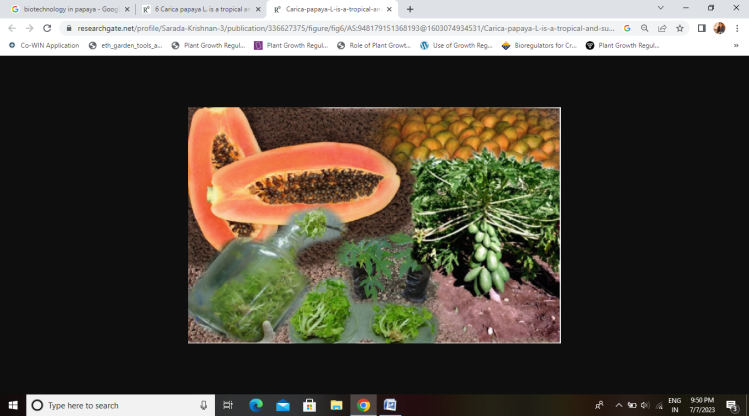 biotechnology in papaya - Goog
6 Carica papaya L. is a tropical an
Carica-papaya-L-is-a-tropical-and
researchgate.net/profile/Sarada-Krishnan-3/publication/336627375/figure/fig6/AS:948179151368193@1603074934531/Carica-papaya-L-is-a-tropical-and-su...
Co-WIN Application
eth_garden_tools_a...
Plant Growth Regul...
Plant Growth Regul...
Role of Plant Growt...
Use of Growth Reg...
Bioregulators for Cr...
Plant Growth Regul...
Type here to search
ENG
IN
9:50 PM
7/7/2023